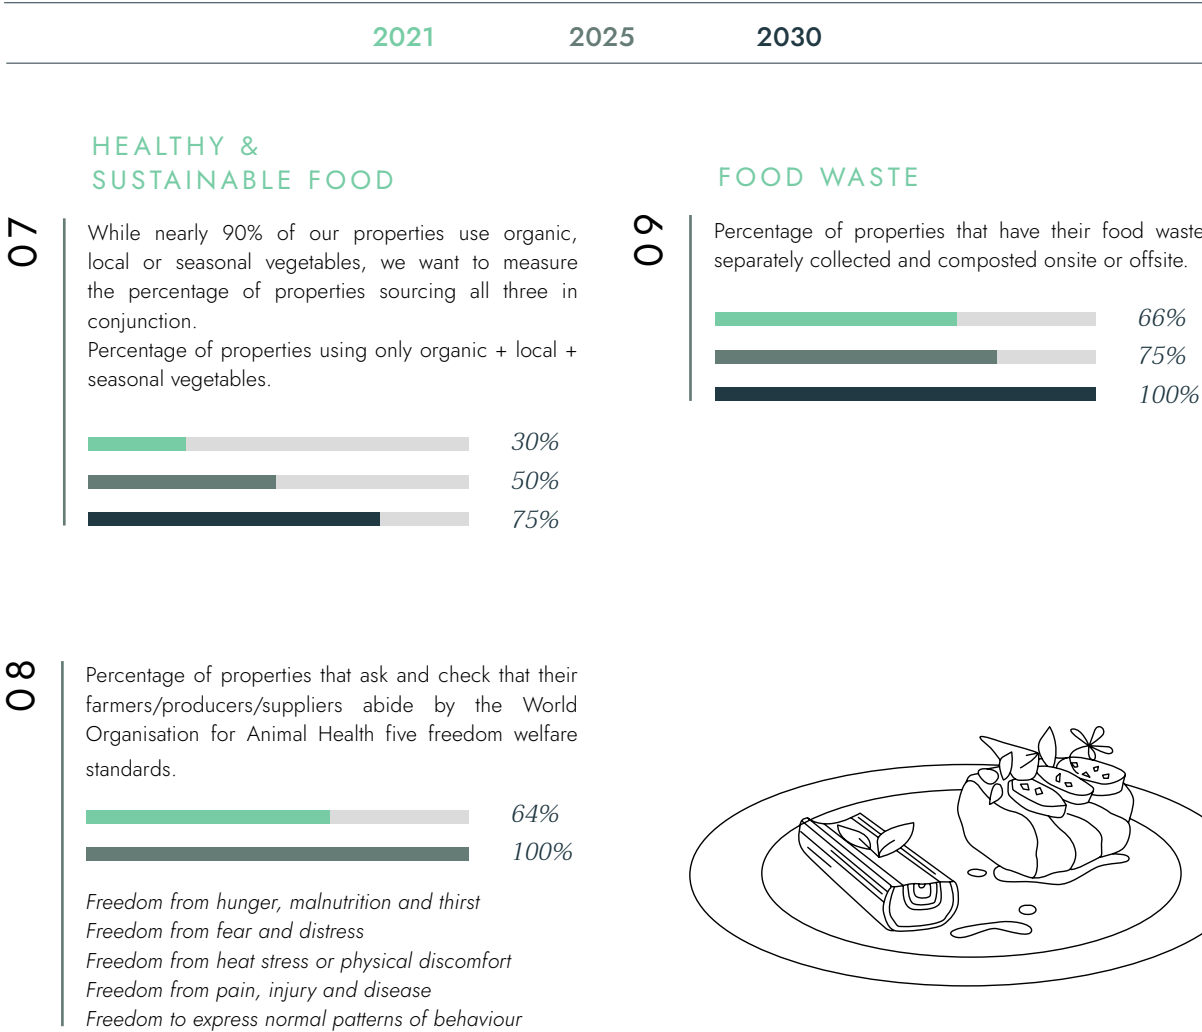 2021 2025 2030
HEALTHY &
SUSTAINABLE FOOD
07
While nearly 90% of our properties use organic,
local or seasonal vegetables, we want to measure
the percentage of properties sourcing all three in
conjunction.
Percentage of properties using only organic + local +
seasonal vegetables.
30%
50%
75%
08
Percentage of properties that ask and check that their
farmers/producers/suppliers abide by the World
Organisation for Animal Health five freedom welfare
standards.
64%
100%
Freedom from hunger, malnutrition and thirst
Freedom from fear and distress
Freedom from heat stress or physical discomfort
Freedom from pain, injury and disease
Freedom to express normal patterns of behaviour
FOOD WASTE
09
Percentage of properties that have their food waste
separately collected and composted onsite or offsite.
66%
75%
100%